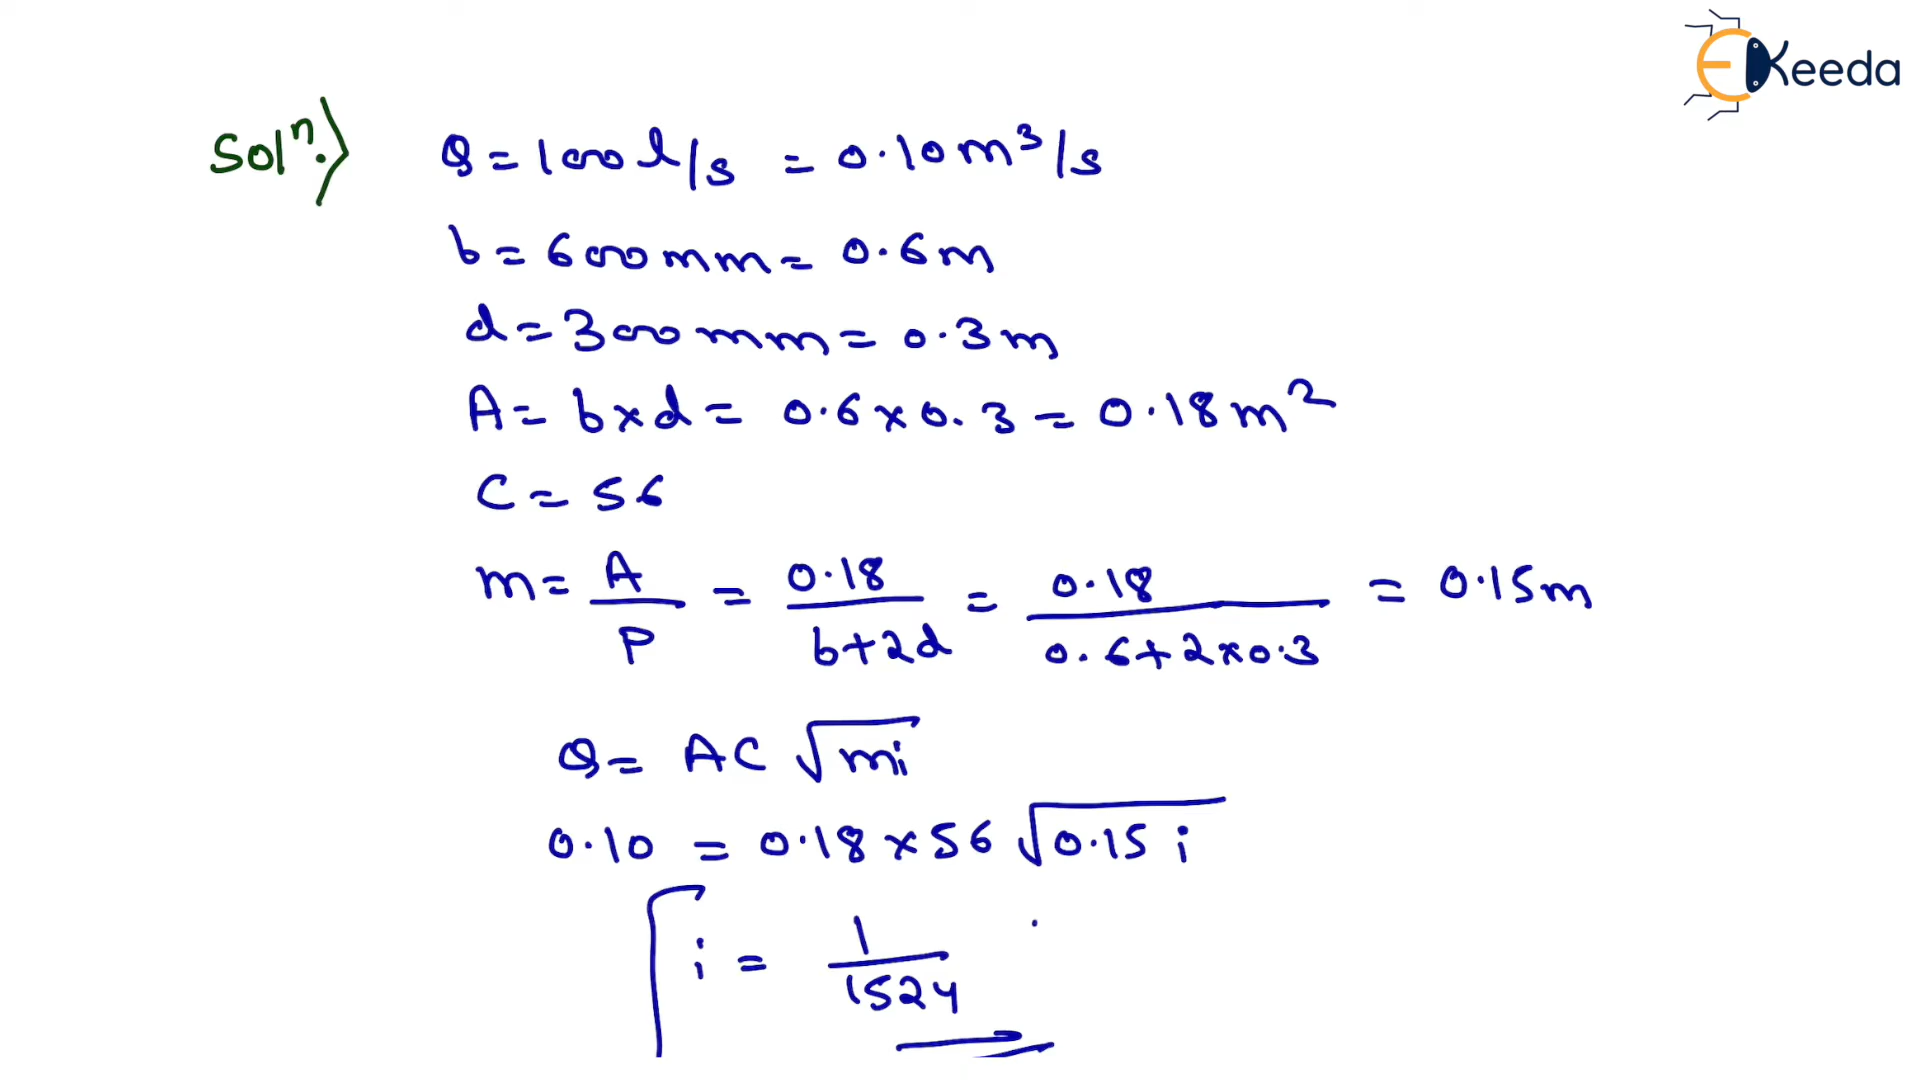 EKeeda
Solⁿ.⟩ Q = 100 l/s = 0.10 m³/s
b = 600 mm = 0.6 m
d = 300 mm = 0.3 m
A = b × d = 0.6 × 0.3 = 0.18 m²
C = 56
m = A/P = 0.18/(b+2d) = 0.18/(0.6+2×0.3) = 0.15 m
Q = AC √(mi)
0.10 = 0.18 × 56 √(0.15 i)
i = 1/1524